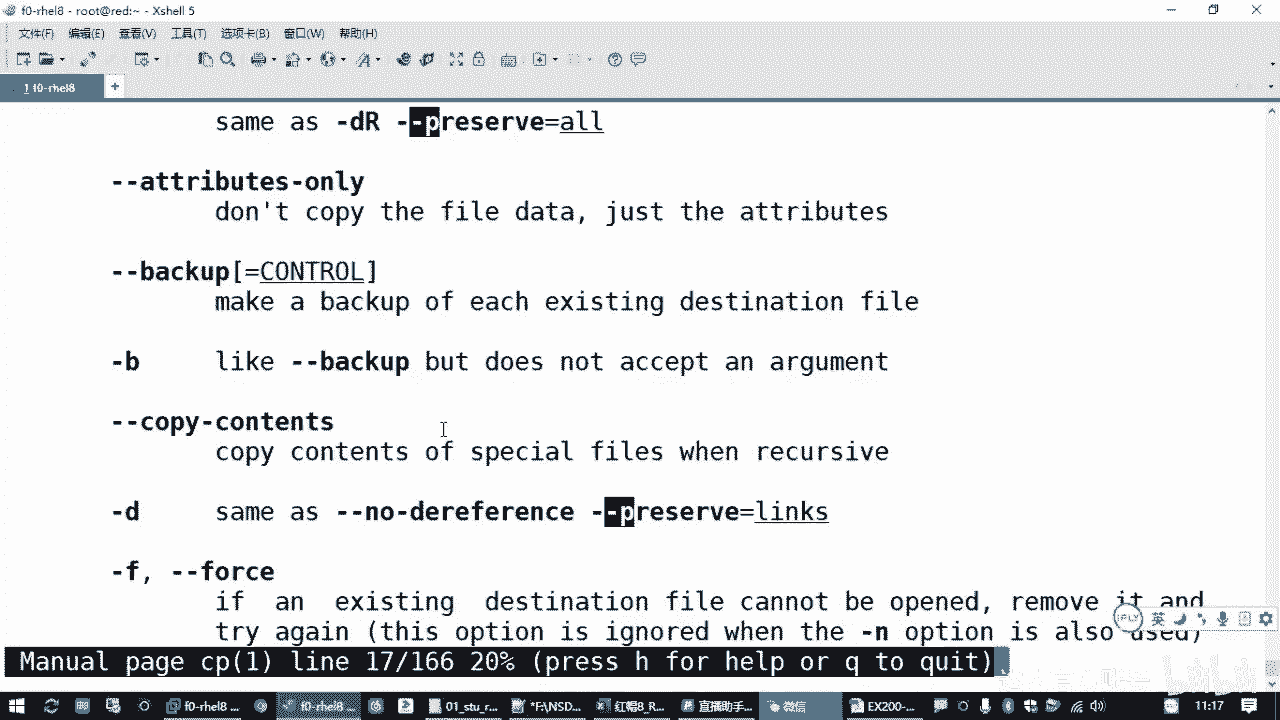 f0-rhel8 - root@red:~ - Xshell 5
文件(F) 编辑(E) 查看(V) 工具(T) 选项卡(B) 窗口(W) 帮助(H)
1 f0-rhel8 +
same as -dR --preserve=all
--attributes-only
don't copy the file data, just the attributes
--backup[=CONTROL]
make a backup of each existing destination file
-b like --backup but does not accept an argument
--copy-contents
copy contents of special files when recursive
-d same as --no-dereference --preserve=links
-f, --force
if an existing destination file cannot be opened, remove it and
try again (this option is ignored when the -n option is also used)
iFLY 英
Manual page cp(1) line 17/166 20% (press h for help or q to quit)
f0-rhel8 ... f0-rhel8 ... 01_stu_r... *F:\NSD... 红帽8_R... 直播助手... 微信 EX200-... 英 11:17